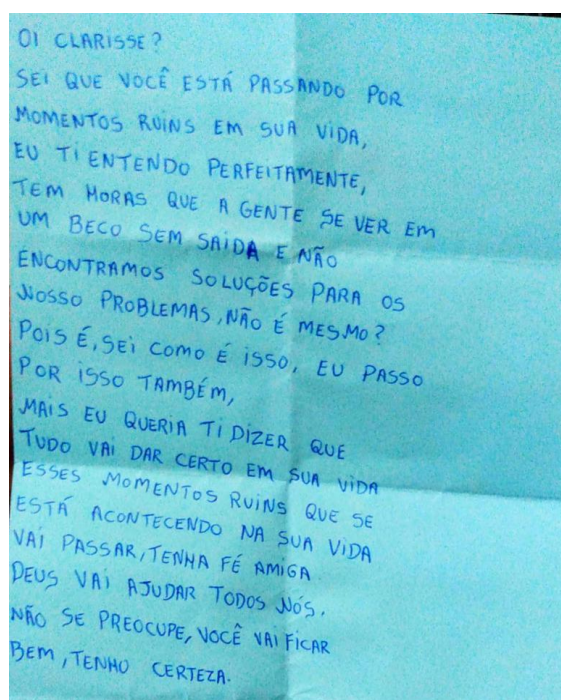 OI CLARISSE?
SEI QUE VOCÊ ESTÁ PASSANDO POR
MOMENTOS RUINS EM SUA VIDA,
EU TI ENTENDO PERFEITAMENTE,
TEM HORAS QUE A GENTE SE VER EM
UM BECO SEM SAÍDA E NÃO
ENCONTRAMOS SOLUÇÕES PARA OS
NOSSO PROBLEMAS, NÃO É MESMO?
POIS É, SEI COMO É ISSO, EU PASSO
POR ISSO TAMBÉM,
MAIS EU QUERIA TI DIZER QUE
TUDO VAI DAR CERTO EM SUA VIDA
ESSES MOMENTOS RUINS QUE SE
ESTÁ ACONTECENDO NA SUA VIDA
VAI PASSAR, TENHA FÉ AMIGA
DEUS VAI AJUDAR TODOS NÓS.
NÃO SE PREOCUPE, VOCÊ VAI FICAR
BEM, TENHO CERTEZA.